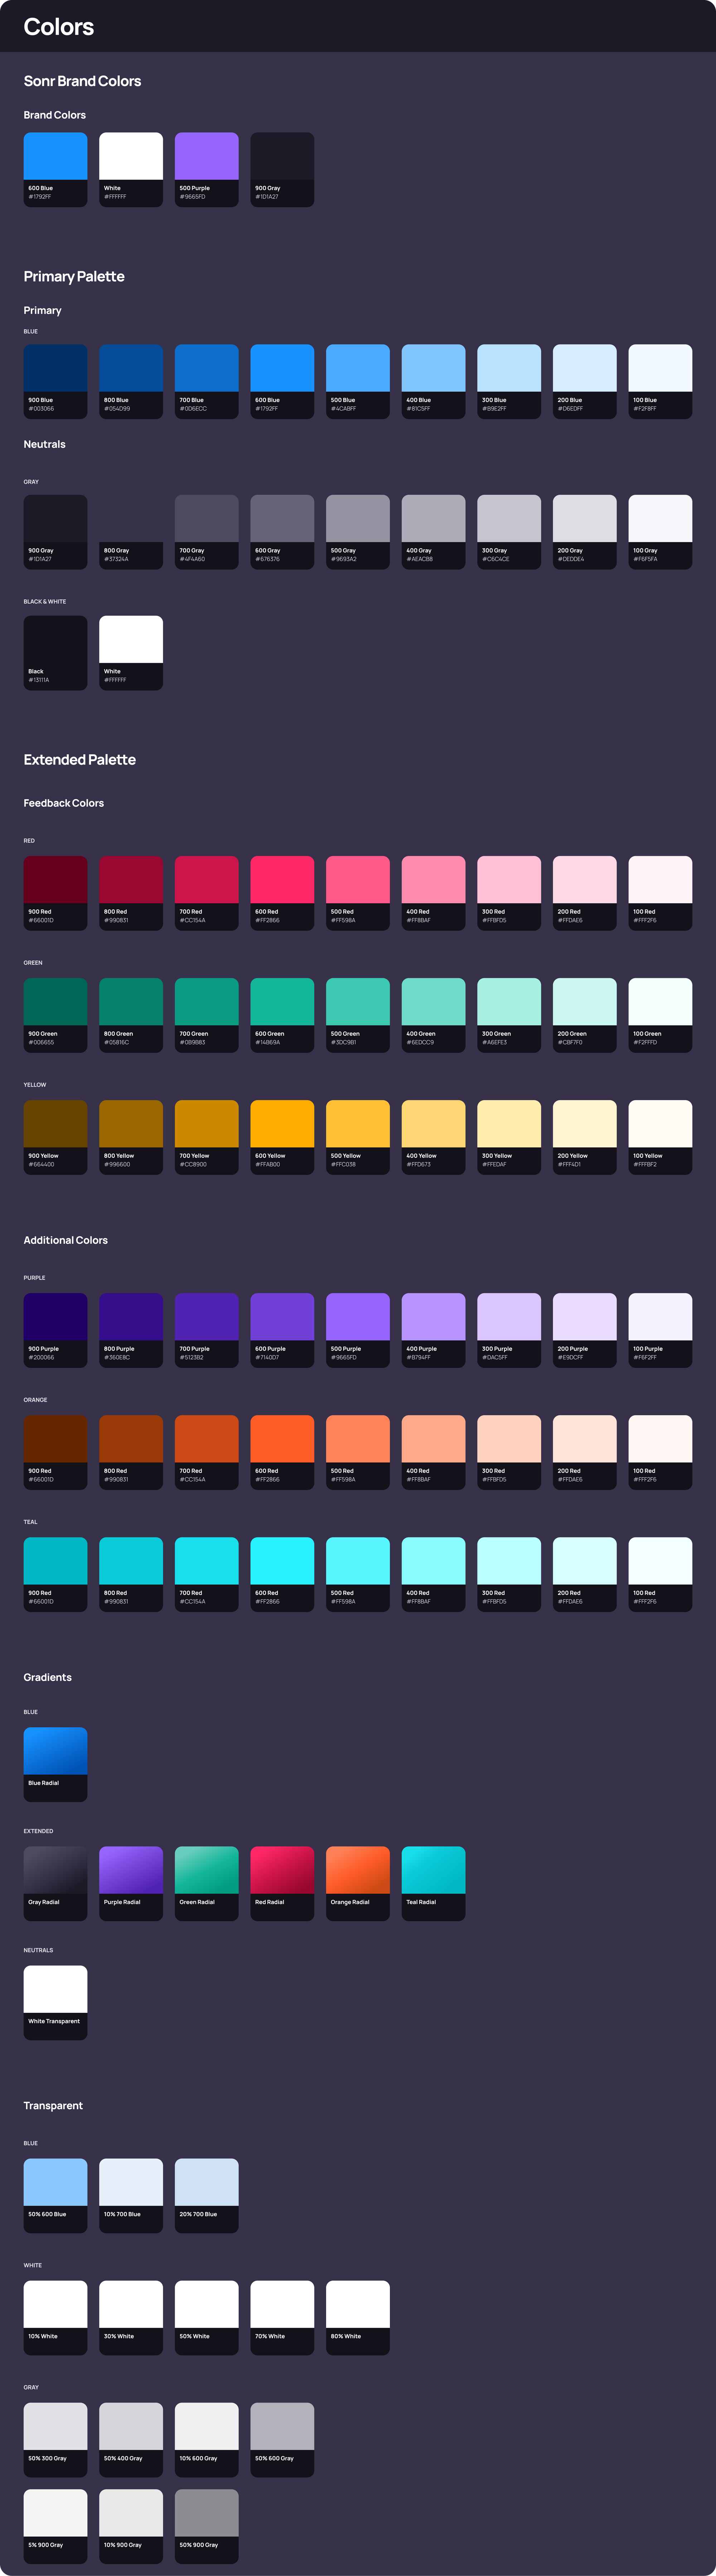 Colors
Sonr Brand Colors
Brand Colors
600 Blue
#1792FF
White
#FFFFFF
500 Purple
#9665FD
900 Gray
#1D1A27
Primary Palette
Primary
BLUE
900 Blue
#003066
800 Blue
#054D99
700 Blue
#0D6ECC
600 Blue
#1792FF
500 Blue
#4CABFF
400 Blue
#81C5FF
300 Blue
#B9E2FF
200 Blue
#D6EDFF
100 Blue
#F2F8FF
Neutrals
GRAY
900 Gray
#1D1A27
800 Gray
#37324A
700 Gray
#4F4A60
600 Gray
#676376
500 Gray
#9693A2
400 Gray
#AEACB8
300 Gray
#C6C4CE
200 Gray
#DEDDE4
100 Gray
#F6F5FA
BLACK & WHITE
Black
#13111A
White
#FFFFFF
Extended Palette
Feedback Colors
RED
900 Red
#66001D
800 Red
#990831
700 Red
#CC154A
600 Red
#FF2866
500 Red
#FF598A
400 Red
#FF8BAF
300 Red
#FFBFD5
200 Red
#FFDAE6
100 Red
#FFF2F6
GREEN
900 Green
#006655
800 Green
#05816C
700 Green
#0B9B83
600 Green
#14B69A
500 Green
#3DC9B1
400 Green
#6EDCC9
300 Green
#A6EFE3
200 Green
#CBF7F0
100 Green
#F2FFFD
YELLOW
900 Yellow
#664400
800 Yellow
#996600
700 Yellow
#CC8900
600 Yellow
#FFAB00
500 Yellow
#FFC038
400 Yellow
#FFD673
300 Yellow
#FFEDAF
200 Yellow
#FFF4D1
100 Yellow
#FFFBF2
Additional Colors
PURPLE
900 Purple
#200066
800 Purple
#360E8C
700 Purple
#5123B2
600 Purple
#7140D7
500 Purple
#9665FD
400 Purple
#B794FF
300 Purple
#DAC5FF
200 Purple
#E9DCFF
100 Purple
#F6F2FF
ORANGE
900 Red
#66001D
800 Red
#990831
700 Red
#CC154A
600 Red
#FF2866
500 Red
#FF598A
400 Red
#FF8BAF
300 Red
#FFBFD5
200 Red
#FFDAE6
100 Red
#FFF2F6
TEAL
900 Red
#66001D
800 Red
#990831
700 Red
#CC154A
600 Red
#FF2866
500 Red
#FF598A
400 Red
#FF8BAF
300 Red
#FFBFD5
200 Red
#FFDAE6
100 Red
#FFF2F6
Gradients
BLUE
Blue Radial
EXTENDED
Gray Radial
Purple Radial
Green Radial
Red Radial
Orange Radial
Teal Radial
NEUTRALS
White Transparent
Transparent
BLUE
50% 600 Blue
10% 700 Blue
20% 700 Blue
WHITE
10% White
30% White
50% White
70% White
80% White
GRAY
50% 300 Gray
50% 400 Gray
10% 600 Gray
50% 600 Gray
5% 900 Gray
10% 900 Gray
50% 900 Gray